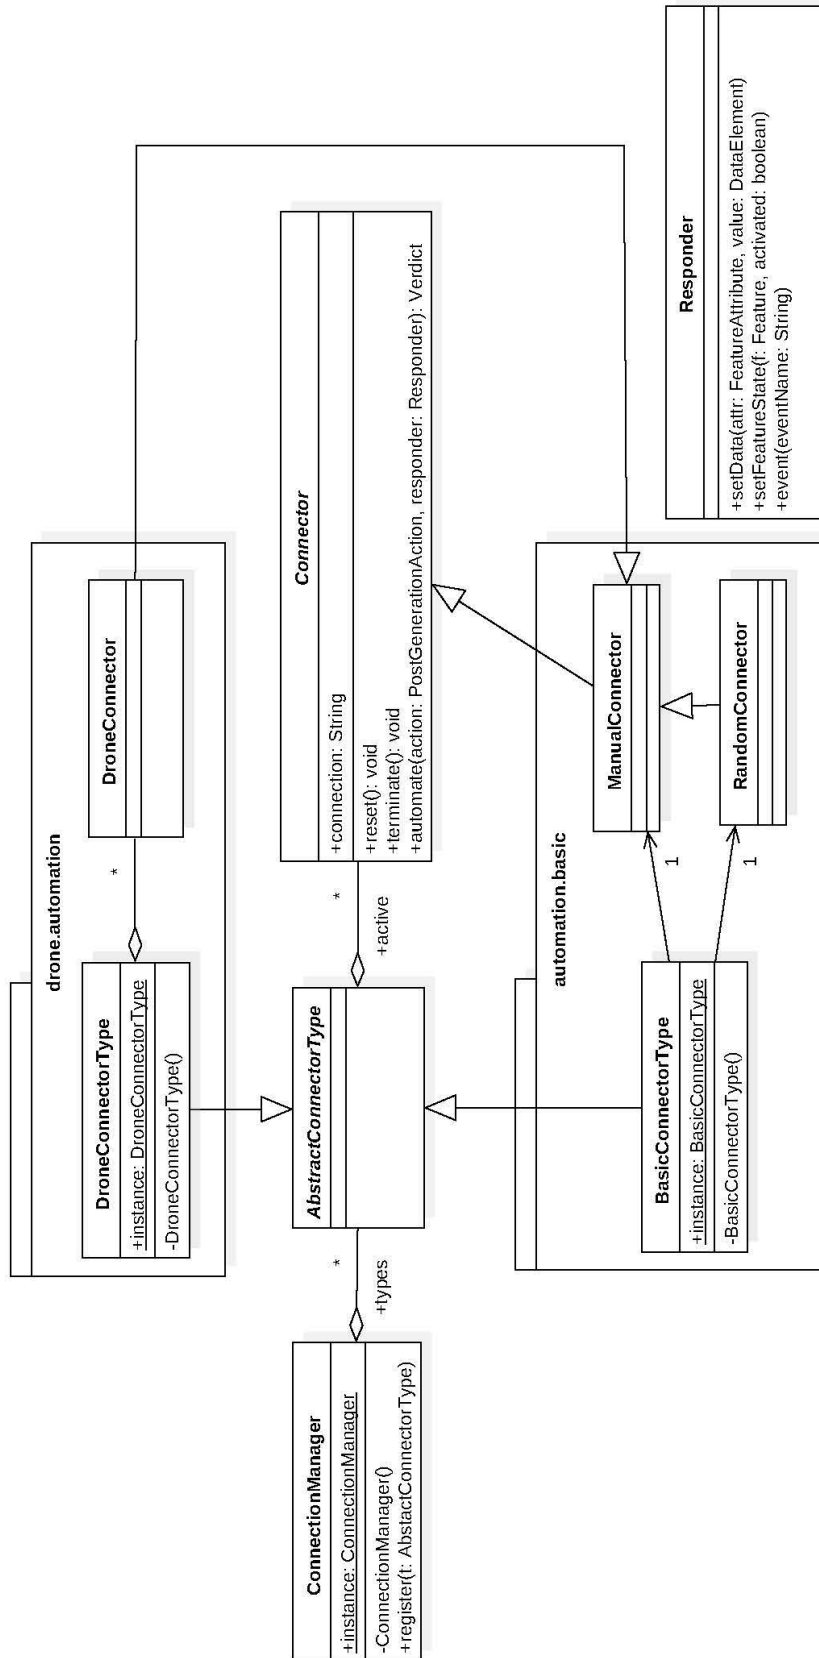 drone.automation
DroneConnectorType
+instance: DroneConnectorType
-DroneConnectorType()
*
DroneConnector
ConnectionManager
+instance: ConnectionManager
-ConnectionManager()
+register(t: AbstactConnectorType)
*
+types
AbstractConnectorType
*
+active
Connector
+connection: String
+reset(): void
+terminate(): void
+automate(action: PostGenerationAction, responder: Responder): Verdict
automation.basic
BasicConnectorType
+instance: BasicConnectorType
-BasicConnectorType()
1
1
ManualConnector
RandomConnector
Responder
+setData(attr: FeatureAttribute, value: DataElement)
+setFeatureState(f: Feature, activated: boolean)
+event(eventName: String)